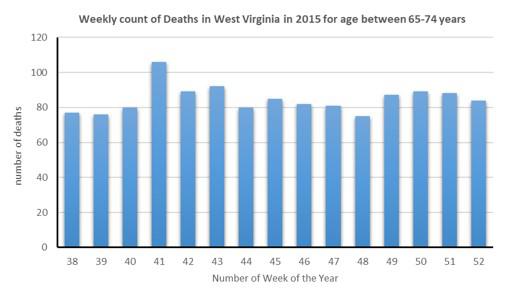 Weekly count of Deaths in West Virginia in 2015 for age between 65-74 years
120
100
80
60
40
20
0
number of deaths
38 39 40 41 42 43 44 45 46 47 48 49 50 51 52
Number of Week of the Year